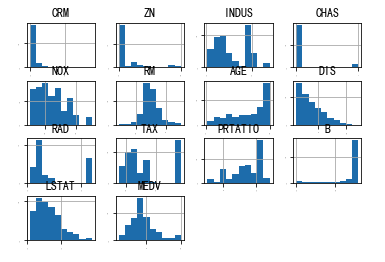 CRM ZN INDUS CHAS
NOX RM AGE DIS
RAD TAX PRTATIO B
LSTAT MEDV